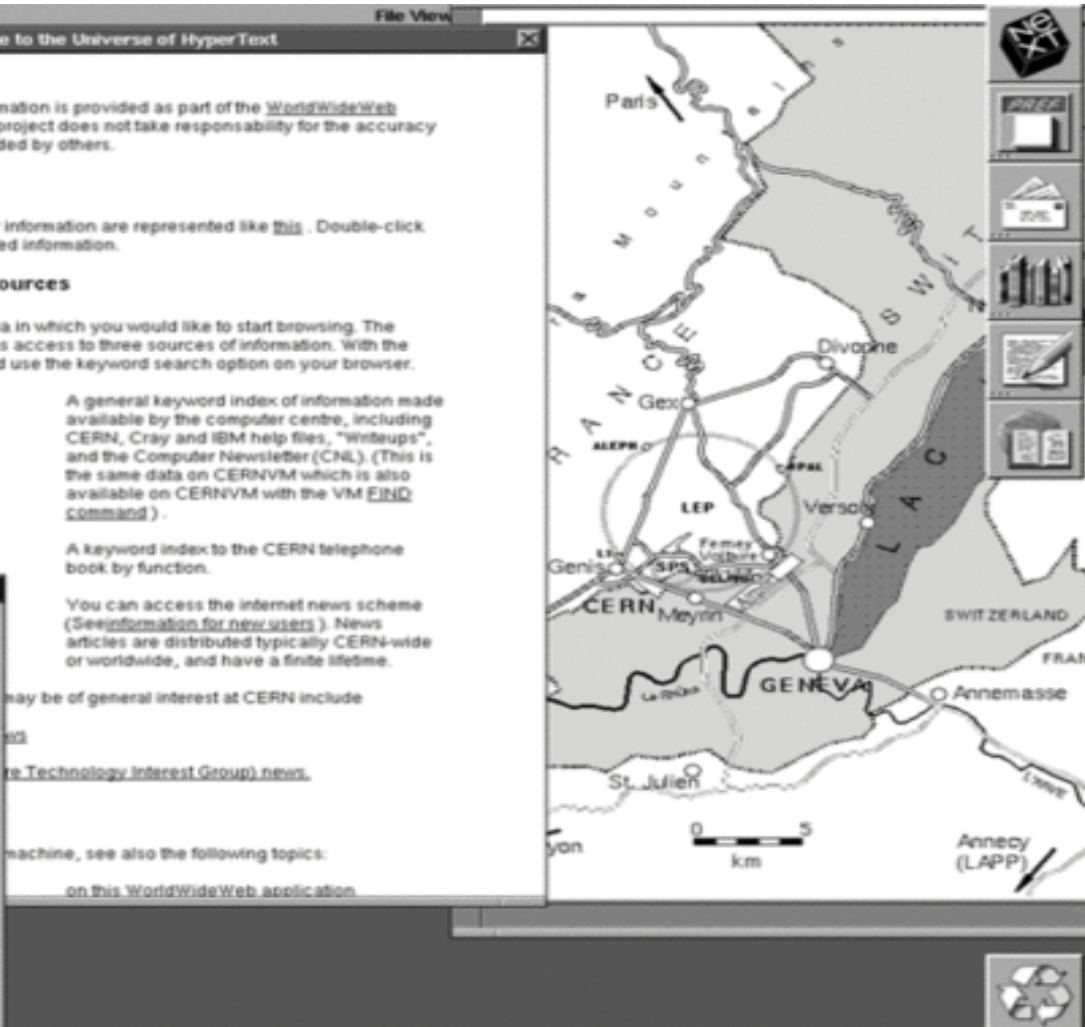 File View
e to the Universe of HyperText
mation is provided as part of the WorldWideWeb
project does not take responsability for the accuracy
ded by others.
information are represented like this . Double-click
ed information.
ources
a in which you would like to start browsing. The
s access to three sources of information. With the
d use the keyword search option on your browser.
A general keyword index of information made
available by the computer centre, including
CERN, Cray and IBM help files, "Writeups",
and the Computer Newsletter (CNL). (This is
the same data on CERNVM which is also
available on CERNVM with the VM FIND
command ) .
A keyword index to the CERN telephone
book by function.
You can access the internet news scheme
(Seeinformation for new users ). News
articles are distributed typically CERN-wide
or worldwide, and have a finite lifetime.
may be of general interest at CERN include
ws
re Technology Interest Group) news.
machine, see also the following topics:
on this WorldWideWeb application
Paris
Divonne
Gex
ALEPH
OPAL
LEP
Versoix
Ferney
Voltaire
Genis
SPS
CERN
Meyrin
LAC
SWIT
SWITZERLAND
FRAN
GENEVA
Le Rhône
Annemasse
St. Julien
L'ARVE
yon
0 5
km
Annecy
(LAPP)
NeXT